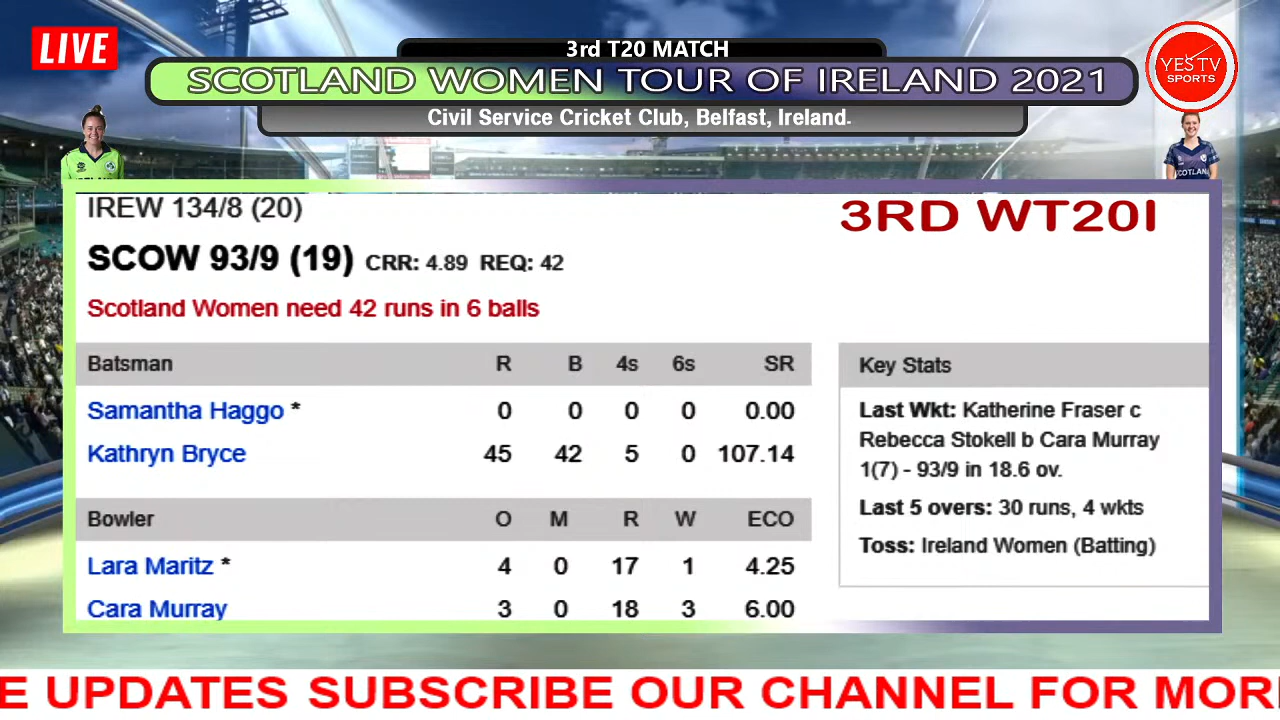 LIVE
3rd T20 MATCH
SCOTLAND WOMEN TOUR OF IRELAND 2021
YES TV
SPORTS
Civil Service Cricket Club, Belfast, Ireland.
SCOTLAND
IREW 134/8 (20)
3RD WT20I
SCOW 93/9 (19) CRR: 4.89 REQ: 42
Scotland Women need 42 runs in 6 balls
Batsman R B 4s 6s SR
Samantha Haggo * 0 0 0 0 0.00
Kathryn Bryce 45 42 5 0 107.14
Bowler O M R W ECO
Lara Maritz * 4 0 17 1 4.25
Cara Murray 3 0 18 3 6.00
Key Stats
Last Wkt: Katherine Fraser c
Rebecca Stokell b Cara Murray
1(7) - 93/9 in 18.6 ov.
Last 5 overs: 30 runs, 4 wkts
Toss: Ireland Women (Batting)
E UPDATES SUBSCRIBE OUR CHANNEL FOR MOR